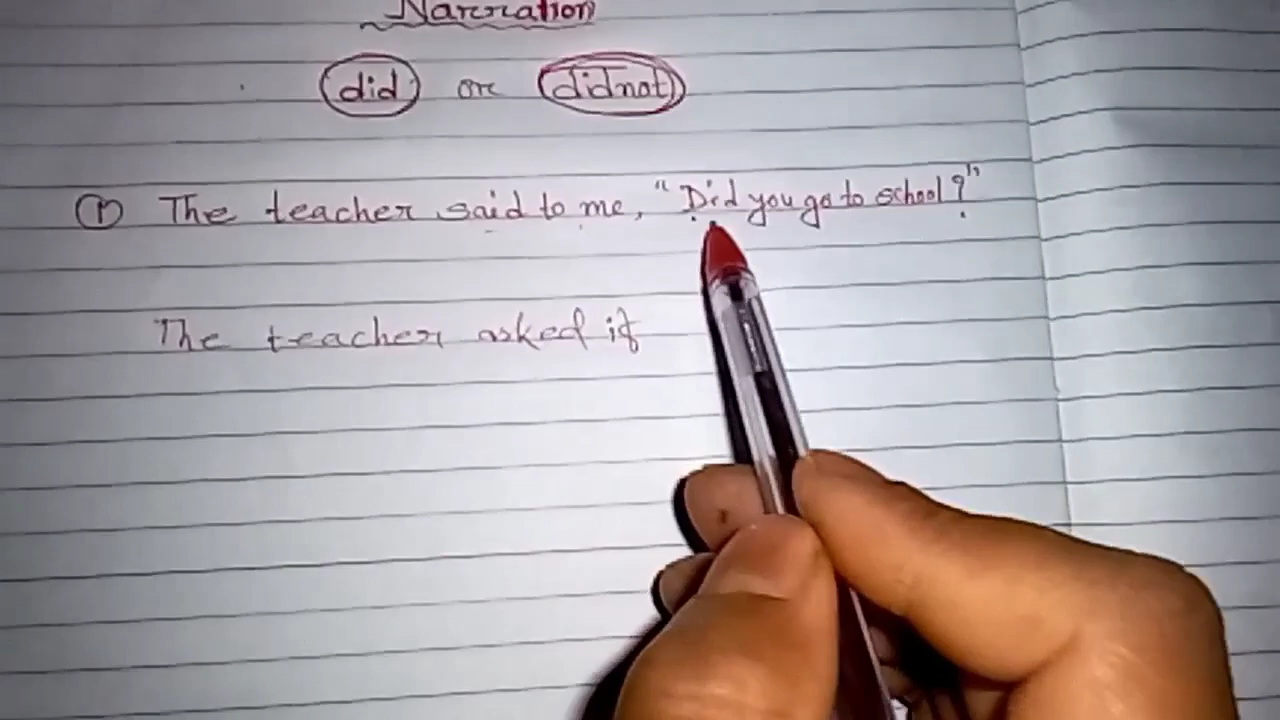 Narration
did or didnot
1 The teacher said to me, "Did you go to school?"
The teacher asked if